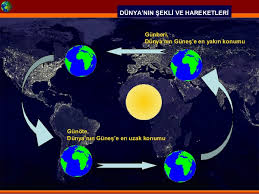 DÜNYA'NIN ŞEKLİ VE HAREKETLERİ
Günberi,
Dünya'nın Güneş'e en yakın konumu
Günöte,
Dünya'nın Güneş'e en uzak konumu